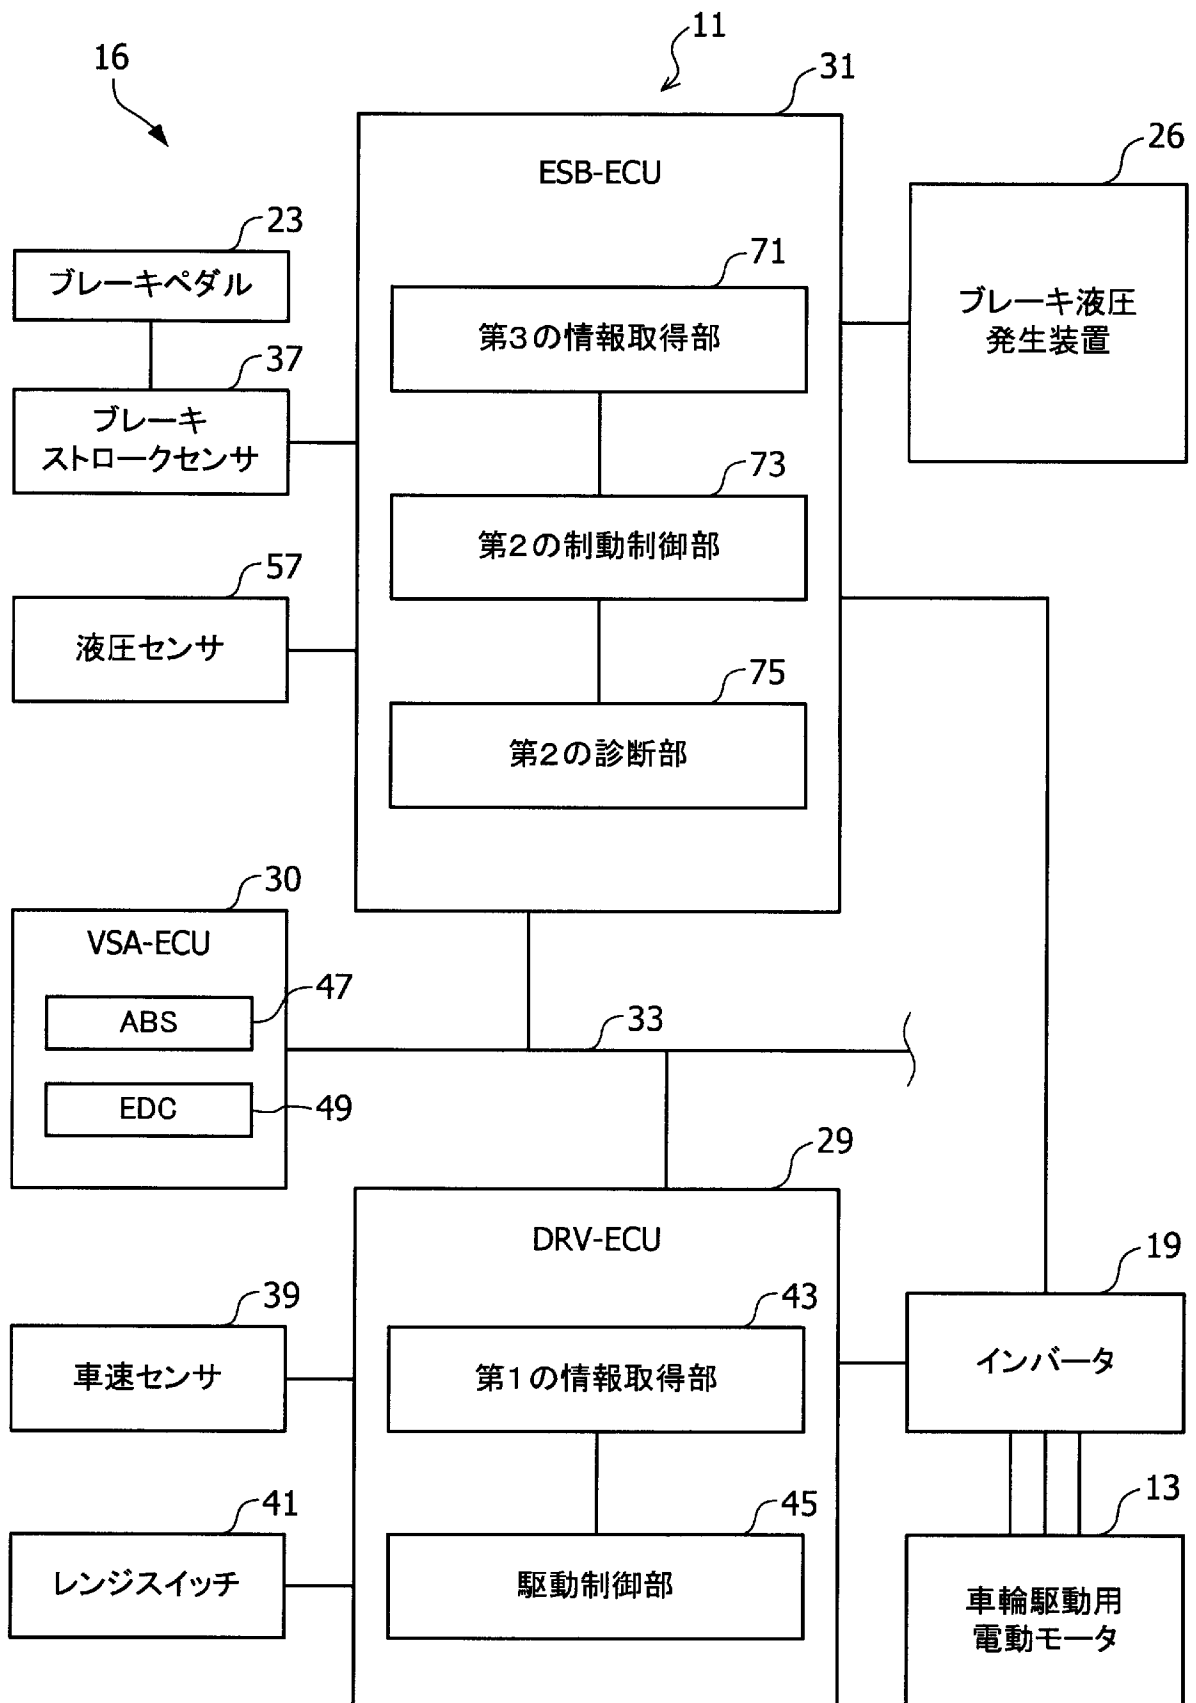 11
16
31
ESB-ECU
26
23
ブレーキペダル
71
第3の情報取得部
ブレーキ液圧
発生装置
37
ブレーキ
ストロークセンサ
73
第2の制動制御部
57
液圧センサ
75
第2の診断部
30
VSA-ECU
47
ABS
33
EDC
49
29
DRV-ECU
19
インバータ
39
車速センサ
43
第1の情報取得部
41
レンジスイッチ
45
駆動制御部
13
車輪駆動用
電動モータ